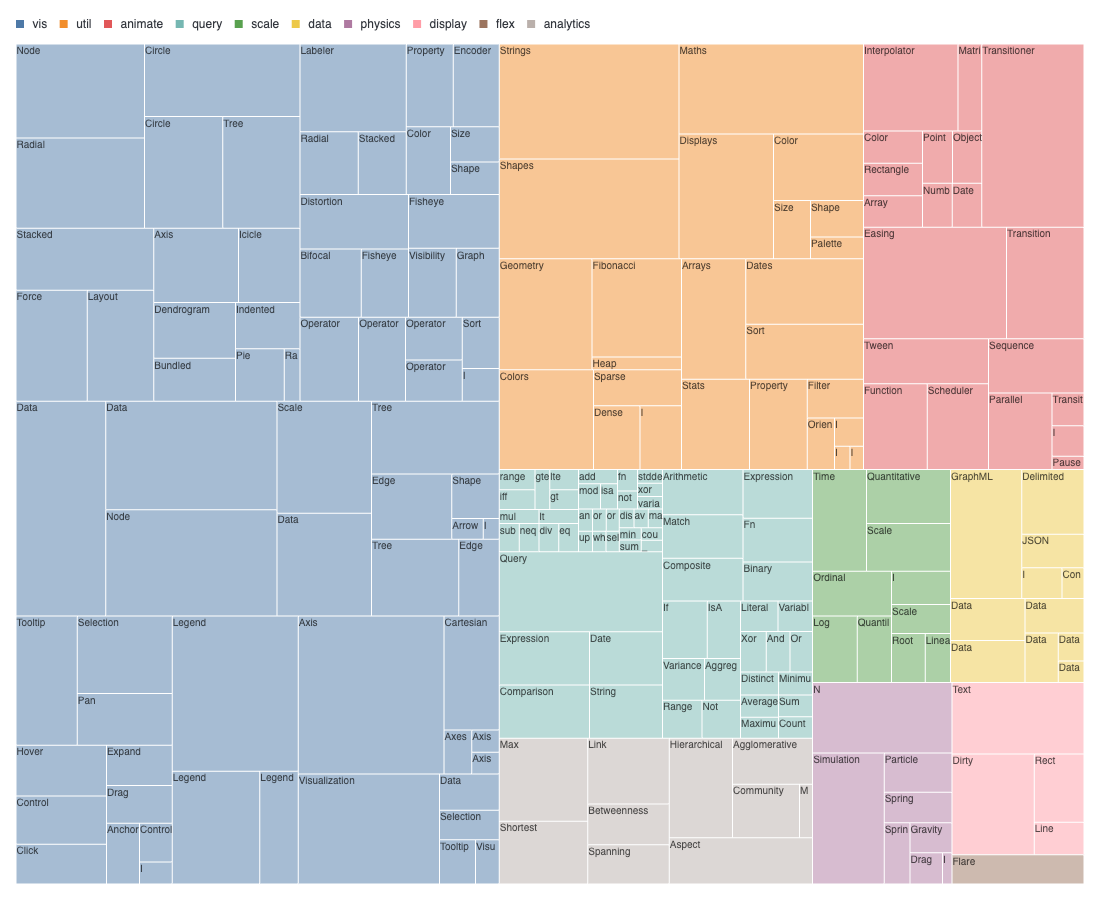 vis util animate query scale data physics display flex analytics
Node
Circle
Radial
Circle
Tree
Stacked
Axis
Icicle
Force
Layout
Dendrogram
Indented
Bundled
Pie
Ra
Labeler
Property
Encoder
Radial
Stacked
Color
Size
Shape
Distortion
Fisheye
Bifocal
Fisheye
Visibility
Graph
Operator
Operator
Operator
Sort
Operator
I
Data
Data
Scale
Tree
Node
Data
Edge
Shape
Arrow
I
Tree
Edge
Tooltip
Selection
Legend
Axis
Cartesian
Pan
Axes
Axis
Axis
Hover
Expand
Control
Drag
Click
Anchor
Control
I
Legend
Legend
Visualization
Data
Selection
Tooltip
Visu
Strings
Maths
Shapes
Displays
Color
Size
Shape
Palette
Geometry
Fibonacci
Arrays
Dates
Heap
Sort
Colors
Sparse
Dense
I
Stats
Property
Filter
Orien
I
I
I
Interpolator
Matri
Transitioner
Color
Point
Object
Rectangle
Array
Numb
Date
Easing
Transition
Tween
Sequence
Function
Scheduler
Parallel
Transit
I
Pause
range
gte
lte
add
fn
stdde
iff
gt
mod
isa
not
xor
varia
mul
lt
an
or
or
dis
av
ma
sub
neq
div
eq
up
wh
sel
min
cou
sum
_
Arithmetic
Expression
Match
Fn
Query
Composite
Binary
If
IsA
Literal
Variabl
Expression
Date
Xor
And
Or
Variance
Aggreg
Distinct
Minimu
Comparison
String
Range
Not
Average
Sum
Maximu
Count
Time
Quantitative
Scale
Ordinal
I
Scale
Log
Quantil
Root
Linea
GraphML
Delimited
JSON
I
Con
Data
Data
Data
Data
Data
Data
Max
Link
Hierarchical
Agglomerative
Community
M
Betweenness
Shortest
Spanning
Aspect
N
Simulation
Particle
Spring
Sprin
Gravity
Drag
I
Text
Dirty
Rect
Line
Flare